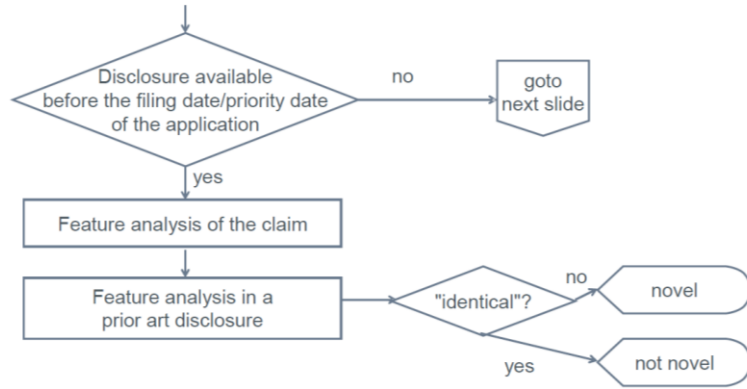 Disclosure available
before the filing date/priority date
of the application
no
goto
next slide
yes
Feature analysis of the claim
Feature analysis in a
prior art disclosure
"identical"?
no
novel
yes
not novel